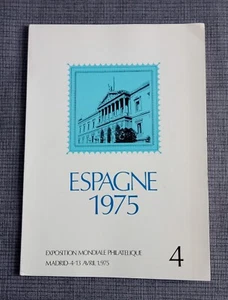 ESPAGNE
1975
EXPOSITION MONDIALE PHILATELIQUE
MADRID 4-13 AVRIL 1975
4